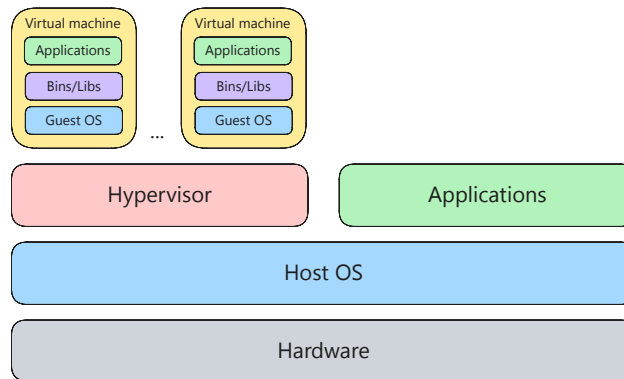 Virtual machine
Applications
Bins/Libs
Guest OS
...
Virtual machine
Applications
Bins/Libs
Guest OS
Hypervisor
Applications
Host OS
Hardware